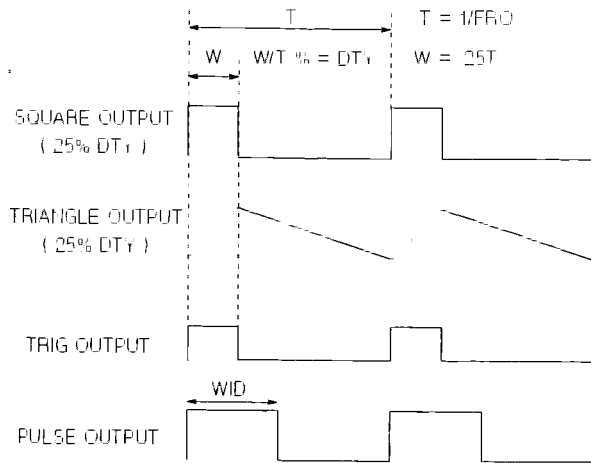 T T = 1/FRQ
W W/T % = DTY W = .25T
SQUARE OUTPUT
( 25% DTY )
TRIANGLE OUTPUT
( 25% DTY )
TRIG OUTPUT
WID
PULSE OUTPUT